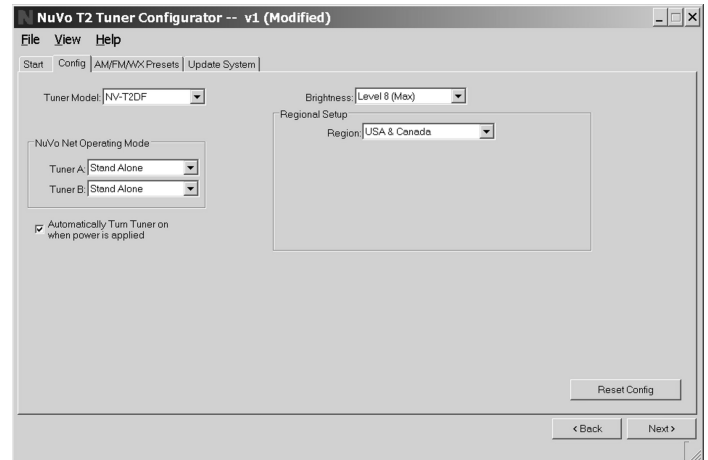 N NuVo T2 Tuner Configurator -- v1 (Modified)
File View Help
Start Config AM/FM/WX Presets Update System
Tuner Model: NV-T2DF
Brightness: Level 8 (Max)
Regional Setup
Region: USA & Canada
NuVo Net Operating Mode
Tuner A: Stand Alone
Tuner B: Stand Alone
Automatically Turn Tuner on
when power is applied
Reset Config
< Back Next >